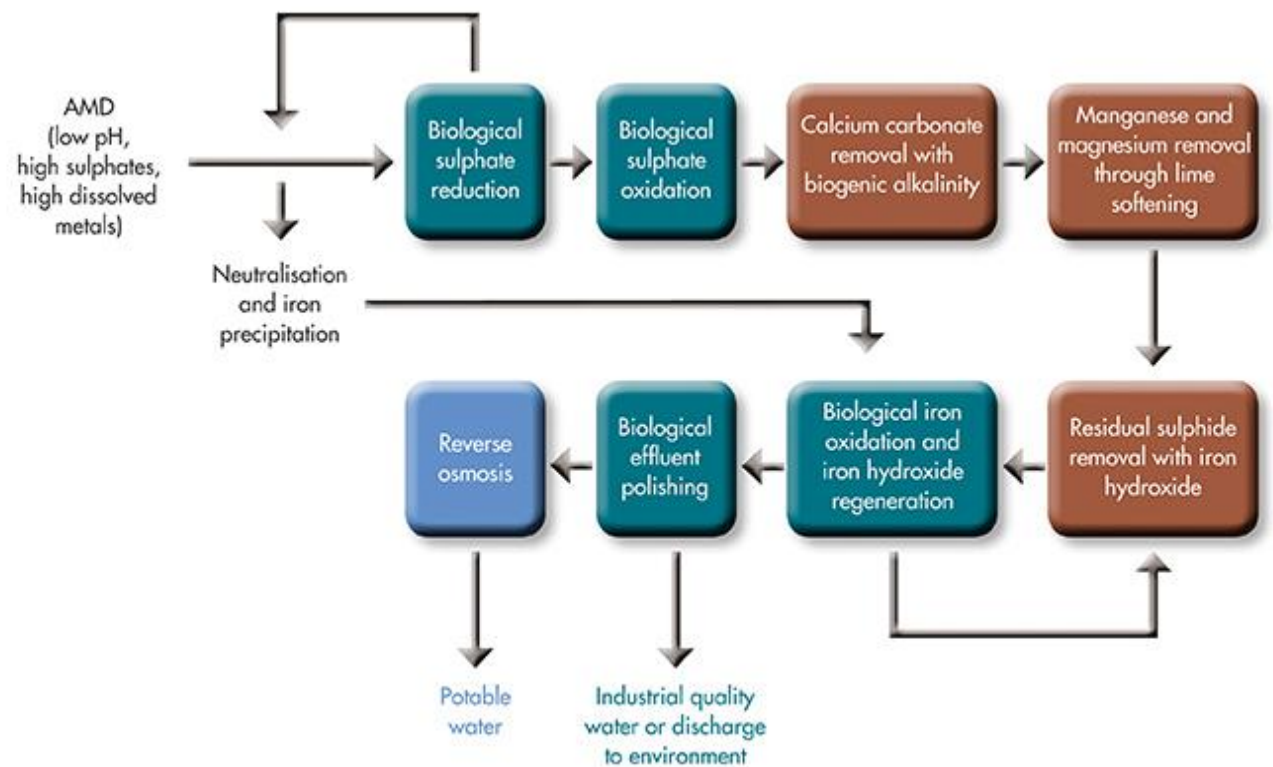 AMD
(low pH,
high sulphates,
high dissolved
metals)
Biological
sulphate
reduction
Biological
sulphate
oxidation
Calcium carbonate
removal with
biogenic alkalinity
Manganese and
magnesium removal
through lime
softening
Neutralisation
and iron
precipitation
Reverse
osmosis
Biological
effluent
polishing
Biological iron
oxidation and
iron hydroxide
regeneration
Residual sulphide
removal with iron
hydroxide
Potable
water
Industrial quality
water or discharge
to environment